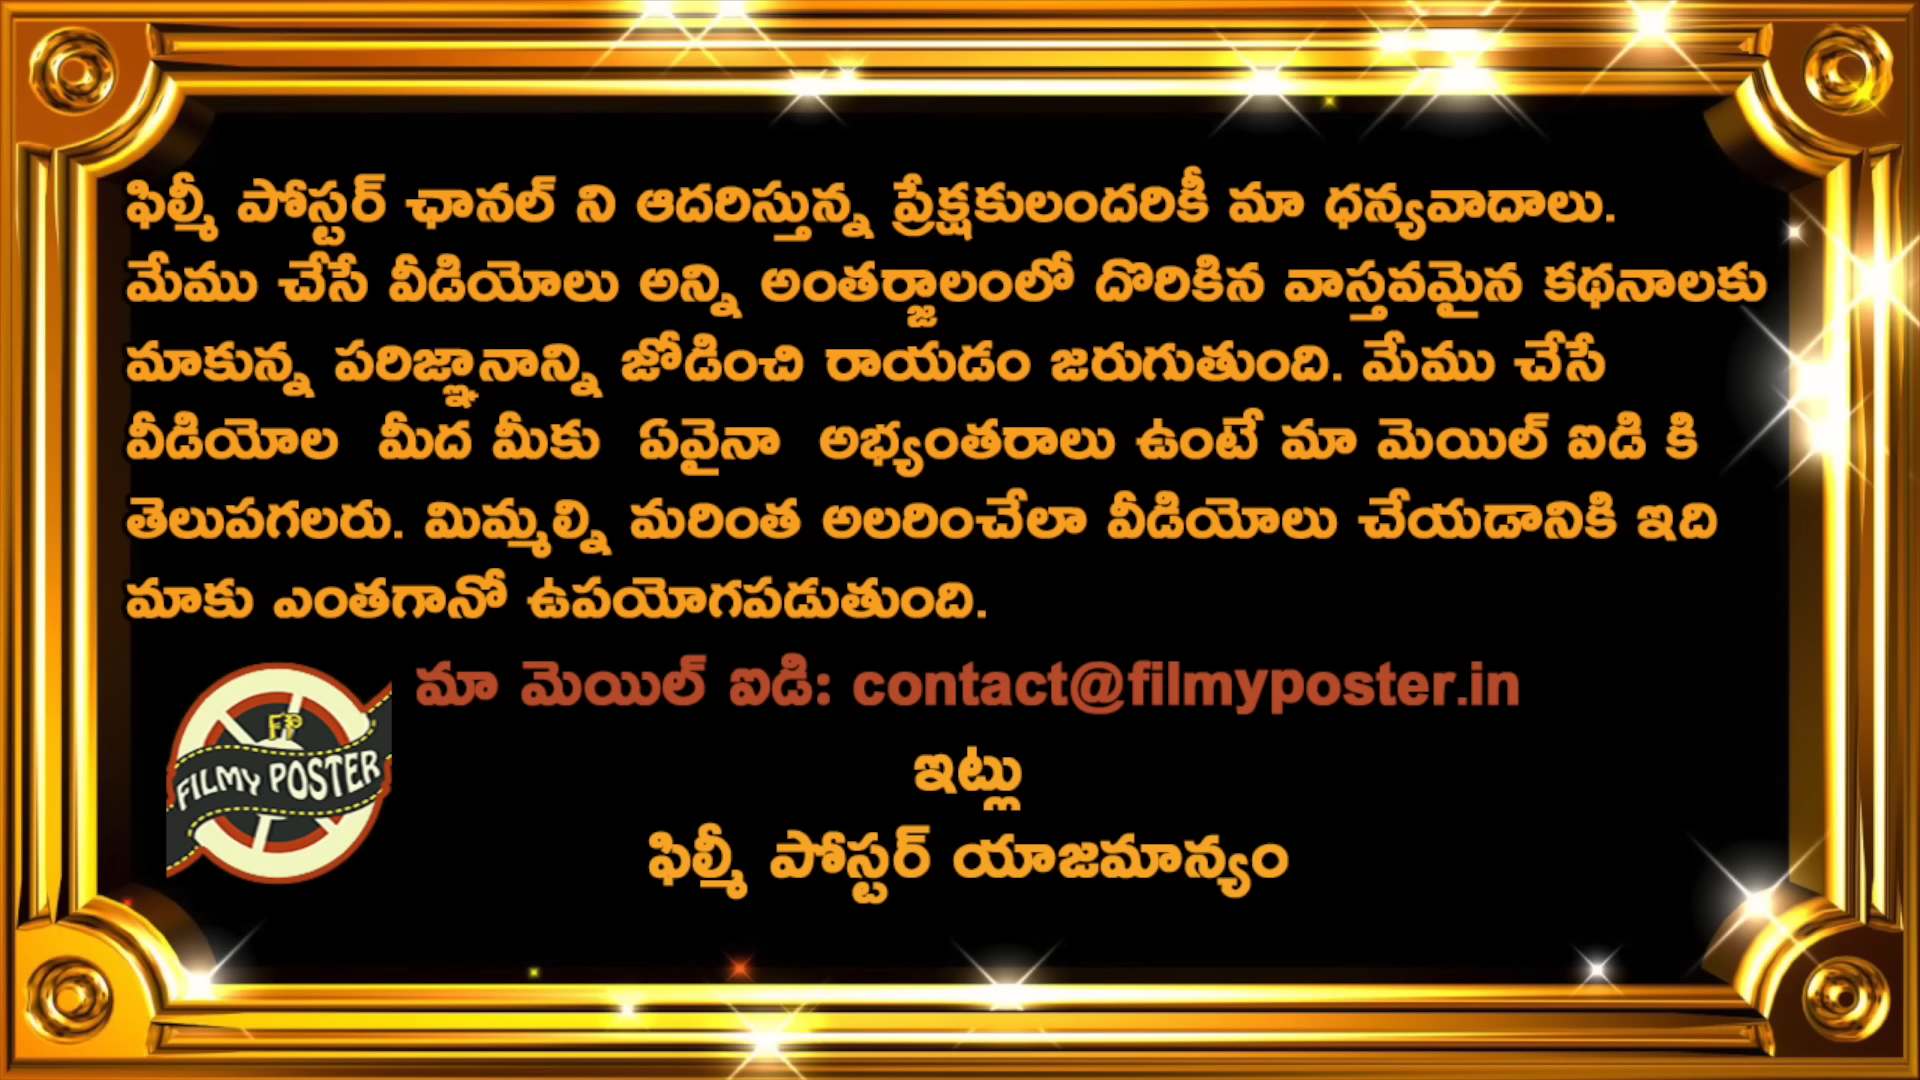 ఫిల్మీ పోస్టర్ ఛానల్ ని ఆదరిస్తున్న ప్రేక్షకులందరికీ మా ధన్యవాదాలు.
మేము చేసే వీడియోలు అన్ని అంతర్జాలంలో దొరికిన వాస్తవమైన కథనాలకు
మాకున్న పరిజ్ఞానాన్ని జోడించి రాయడం జరుగుతుంది. మేము చేసే
వీడియోల మీద మీకు ఏవైనా అభ్యంతరాలు ఉంటే మా మెయిల్ ఐడి కి
తెలుపగలరు. మిమ్మల్ని మరింత అలరించేలా వీడియోలు చేయడానికి ఇది
మాకు ఎంతగానో ఉపయోగపడుతుంది.
మా మెయిల్ ఐడి: contact@filmyposter.in
FP
FILMY POSTER
ఇట్లు
ఫిల్మీ పోస్టర్ యాజమాన్యం